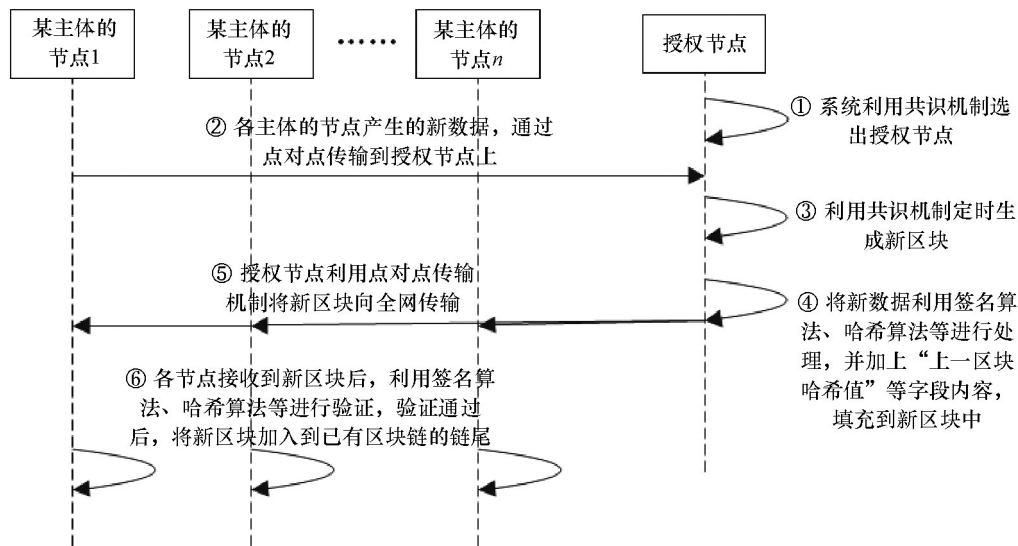 某主体的
节点1
某主体的
节点2
……
某主体的
节点n
授权节点
① 系统利用共识机制选
出授权节点
② 各主体的节点产生的新数据，通过
点对点传输到授权节点上
③ 利用共识机制定时生
成新区块
④ 将新数据利用签名算
法、哈希算法等进行处
理，并加上“上一区块
哈希值”等字段内容，
填充到新区块中
⑤ 授权节点利用点对点传输
机制将新区块向全网传输
⑥ 各节点接收到新区块后，利用签名算
法、哈希算法等进行验证，验证通过
后，将新区块加入到已有区块链的链尾